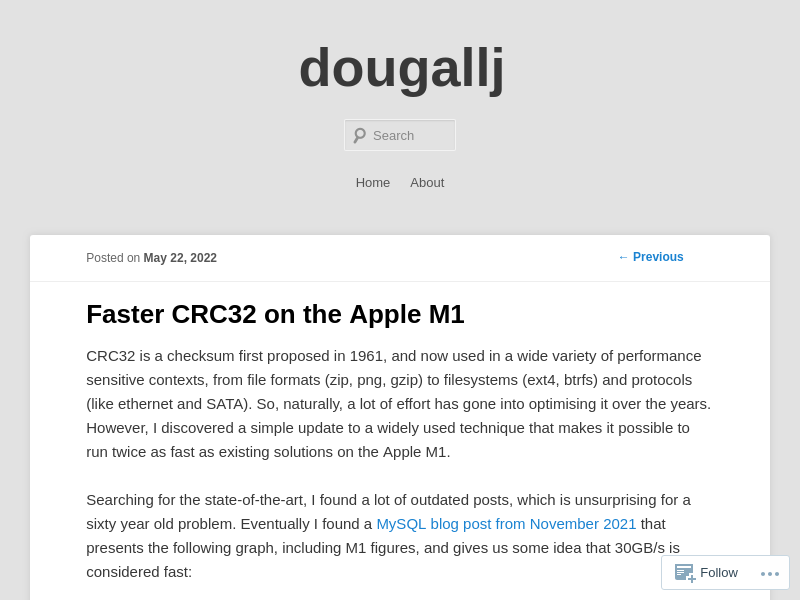 dougallj
Search
Home About
Posted on May 22, 2022
← Previous
Faster CRC32 on the Apple M1
CRC32 is a checksum first proposed in 1961, and now used in a wide variety of performance
sensitive contexts, from file formats (zip, png, gzip) to filesystems (ext4, btrfs) and protocols
(like ethernet and SATA). So, naturally, a lot of effort has gone into optimising it over the years.
However, I discovered a simple update to a widely used technique that makes it possible to
run twice as fast as existing solutions on the Apple M1.
Searching for the state-of-the-art, I found a lot of outdated posts, which is unsurprising for a
sixty year old problem. Eventually I found a MySQL blog post from November 2021 that
presents the following graph, including M1 figures, and gives us some idea that 30GB/s is
considered fast:
Follow